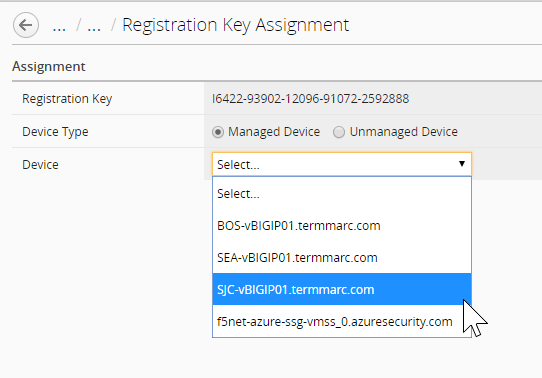 ... / ... / Registration Key Assignment
Assignment
Registration Key I6422-93902-12096-91072-2592888
Device Type Managed Device Unmanaged Device
Device Select...
Select...
BOS-vBIGIP01.termmarc.com
SEA-vBIGIP01.termmarc.com
SJC-vBIGIP01.termmarc.com
f5net-azure-ssg-vmss_0.azuresecurity.com